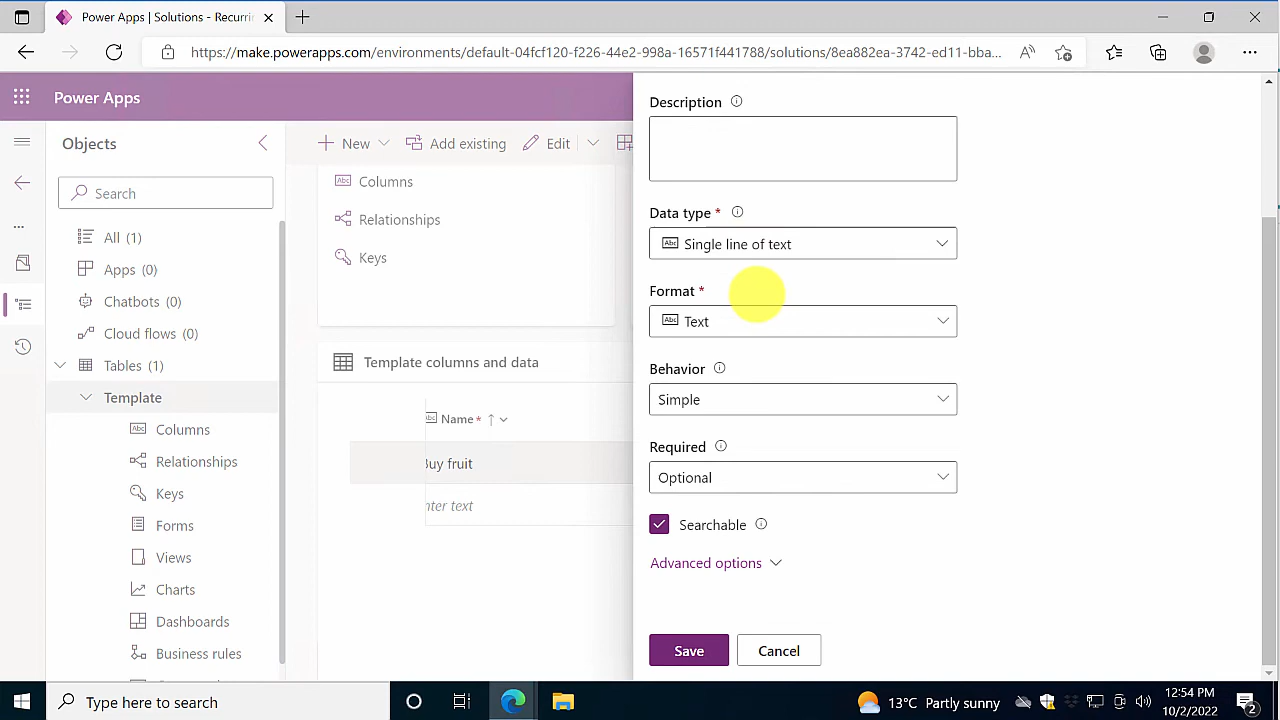 Power Apps | Solutions - Recurri
https://make.powerapps.com/environments/default-04fcf120-f226-44e2-998a-16571f441788/solutions/8ea882ea-3742-ed11-bba...
Power Apps
Objects
New
Add existing
Edit
Search
All (1)
Apps (0)
Chatbots (0)
Cloud flows (0)
Tables (1)
Template
Columns
Relationships
Keys
Forms
Views
Charts
Dashboards
Business rules
Columns
Relationships
Keys
Template columns and data
Abc Name *
Buy fruit
nter text
Description
Data type *
Abc Single line of text
Format *
Abc Text
Behavior
Simple
Required
Optional
Searchable
Advanced options
Save
Cancel
Type here to search
13°C Partly sunny
12:54 PM
10/2/2022
2